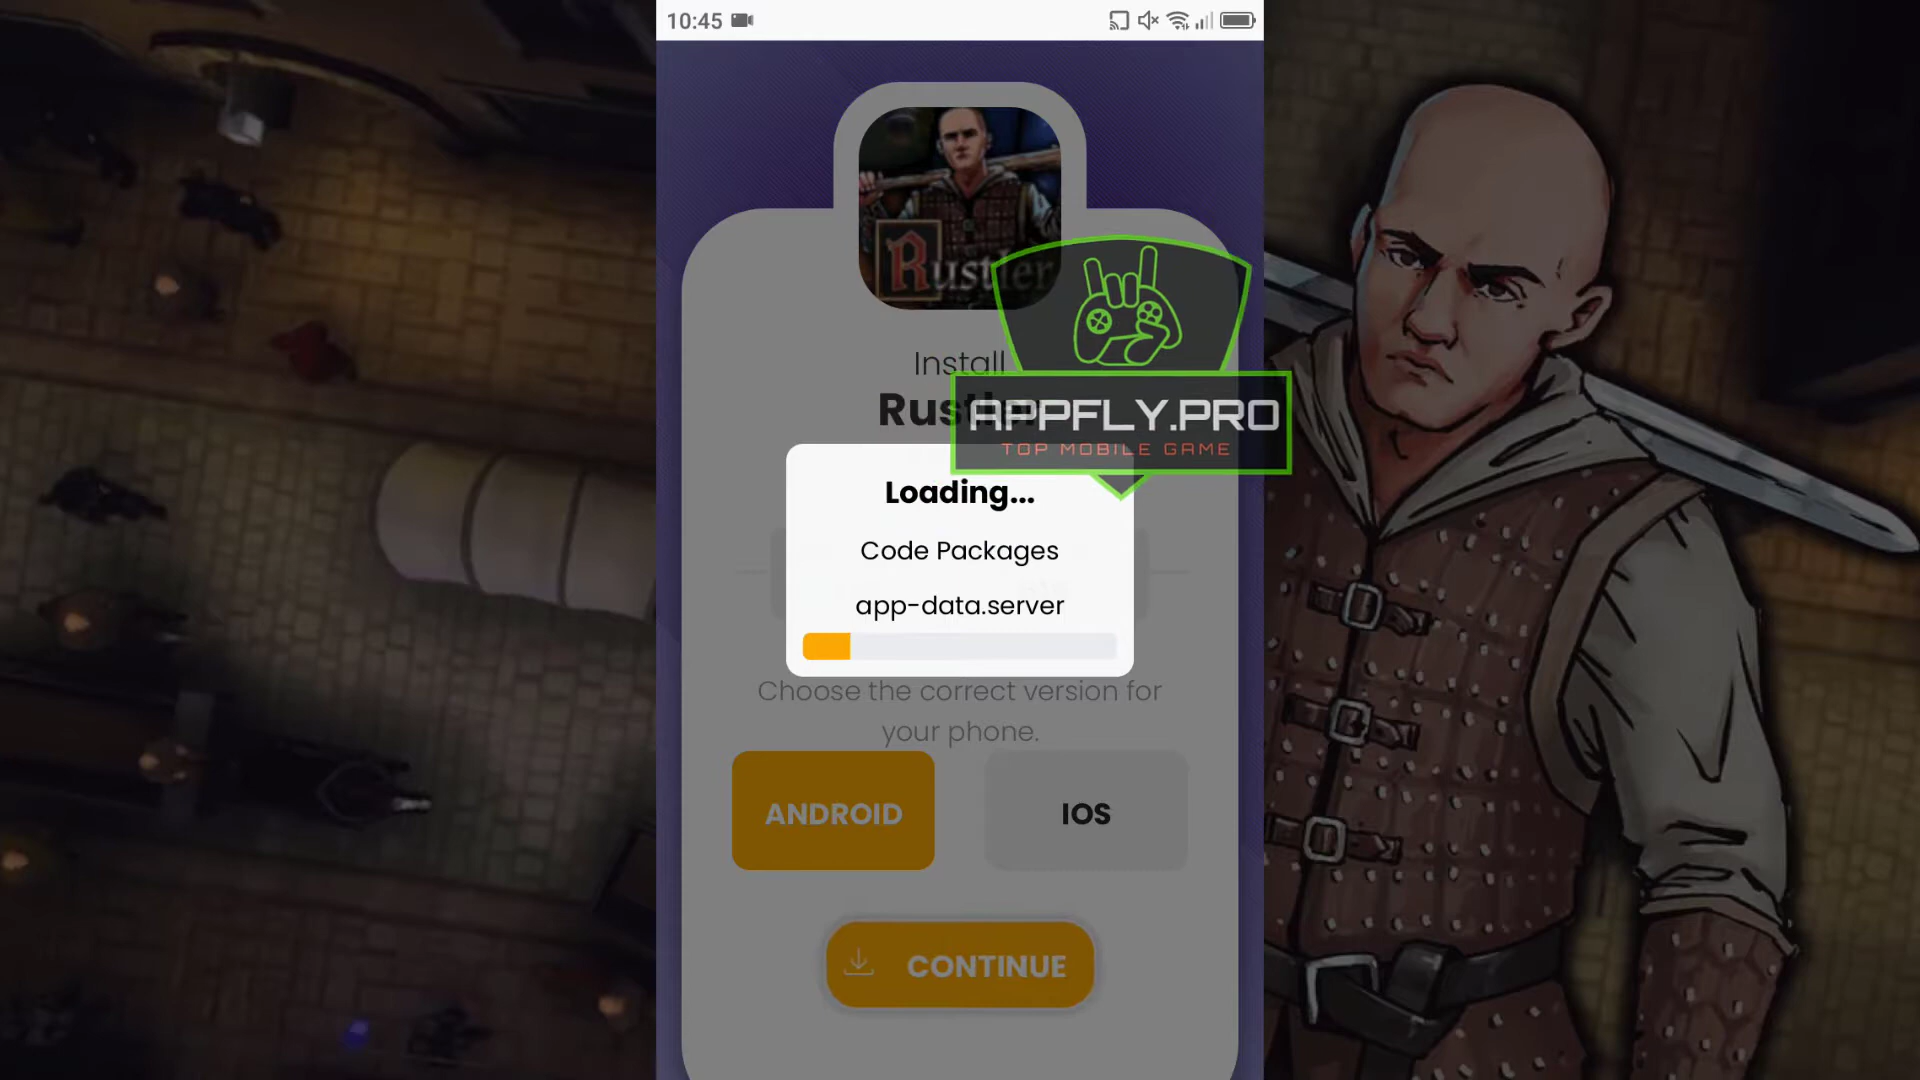 10:45
Rustler
Install
Rustler
APPFLY.PRO
TOP MOBILE GAME
Loading...
Code Packages
app-data.server
Choose the correct version for
your phone.
ANDROID
IOS
CONTINUE